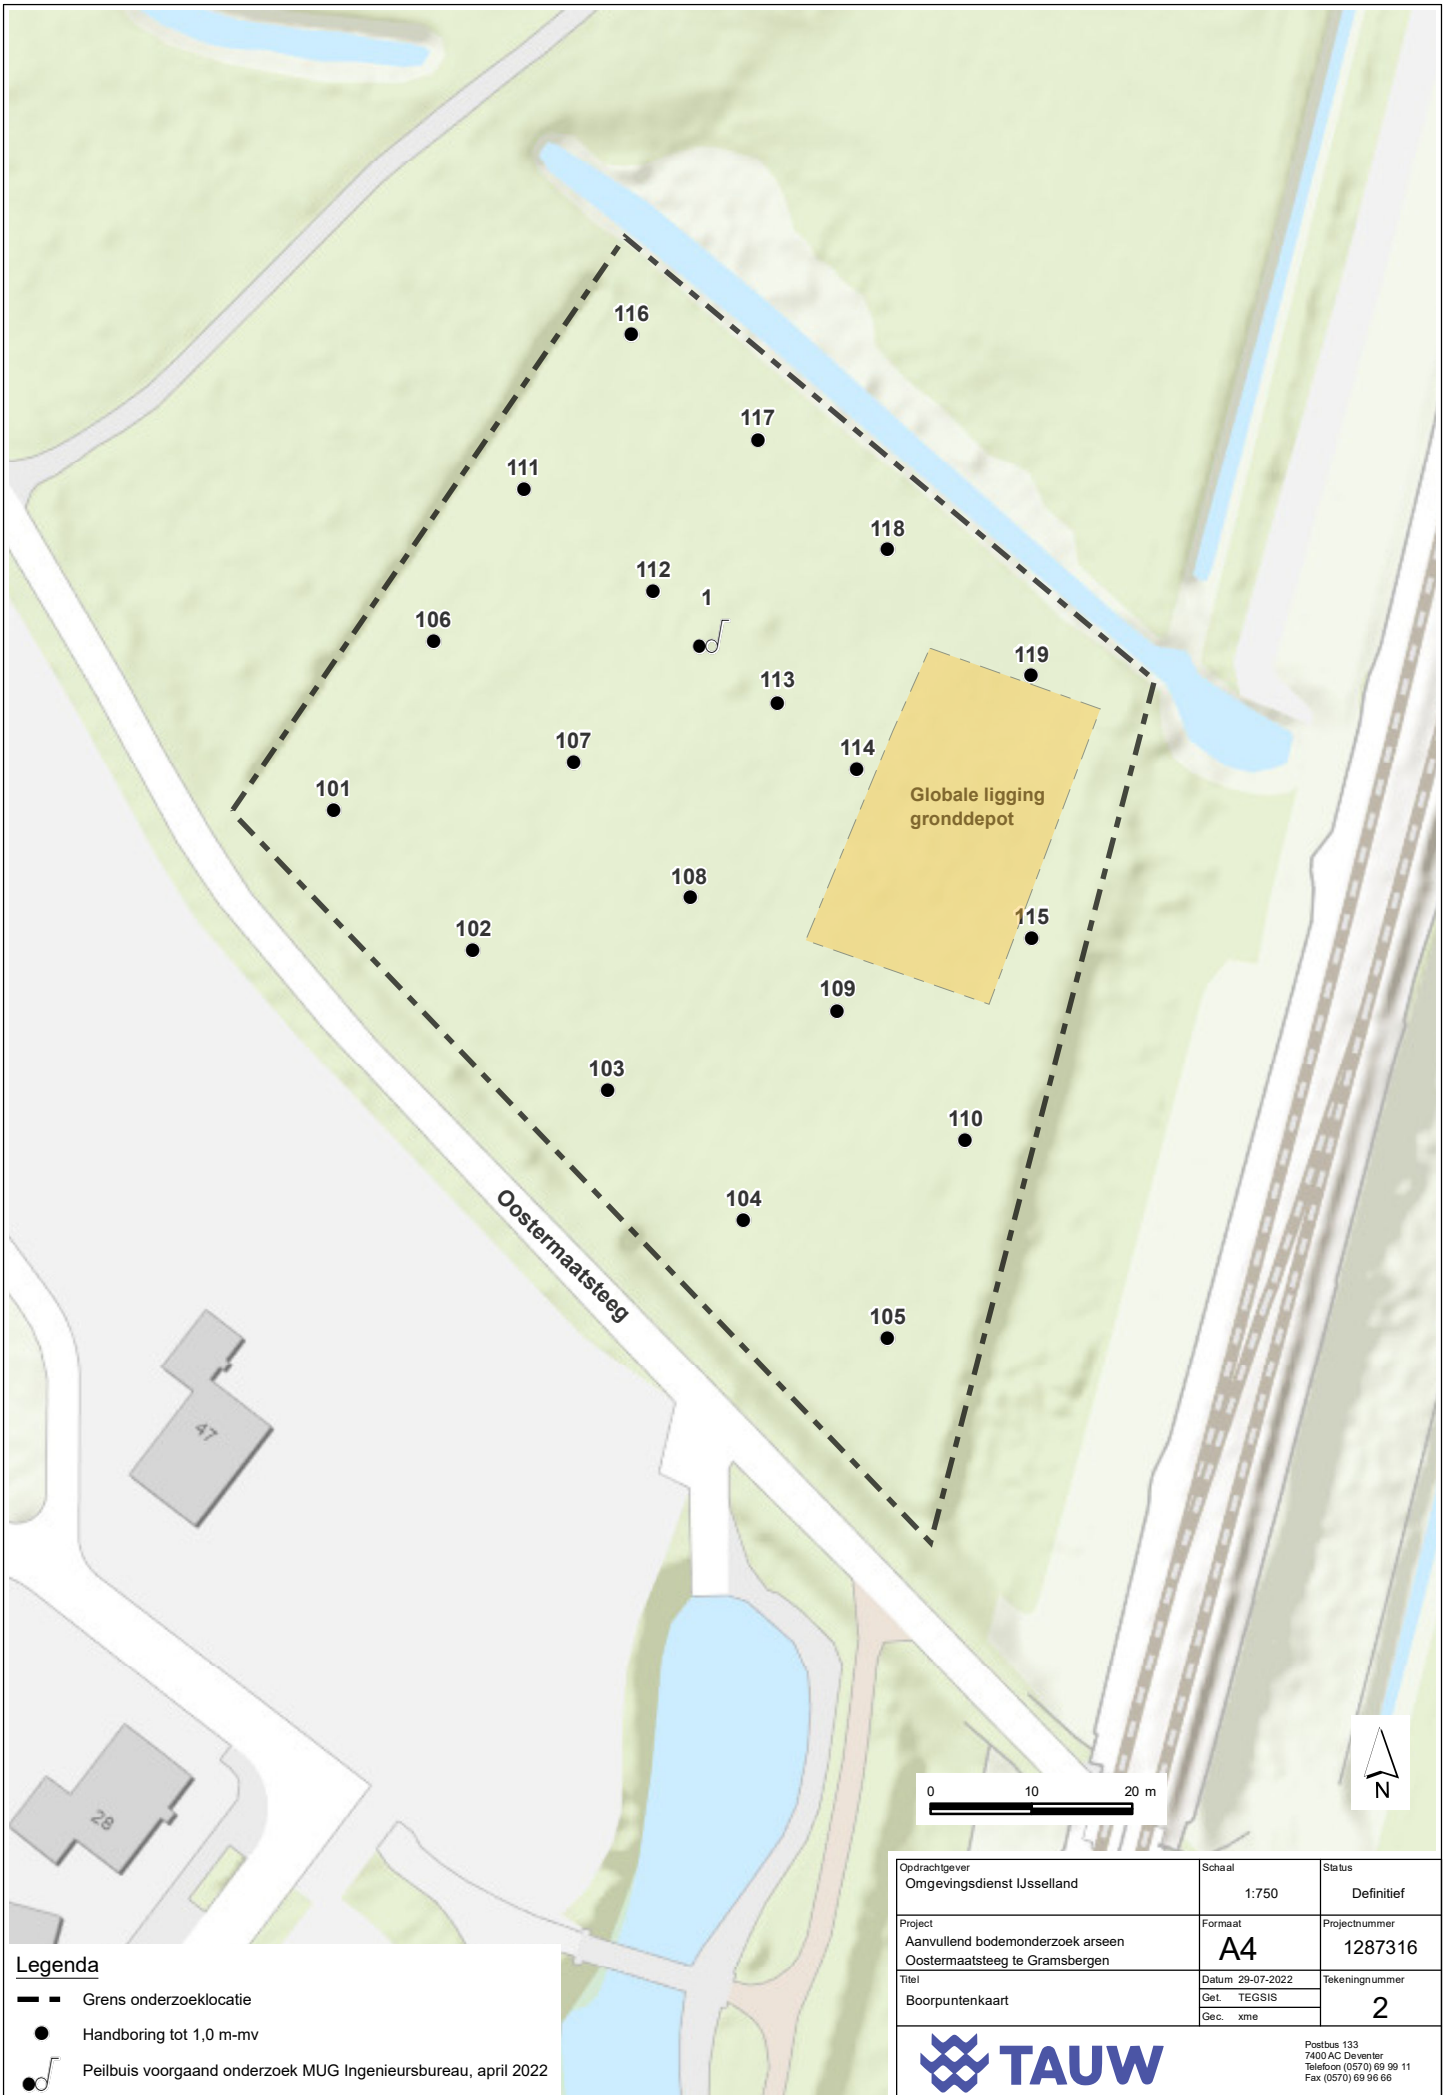 116
117
111
118
112
1
106
119
113
107
114
101
Globale ligging
gronddepot
108
115
102
109
103
110
104
Oostermaatsteeg
105
47
28
0 10 20 m
N
Opdrachtgever
Omgevingsdienst IJsselland
Schaal
1:750
Status
Definitief
Project
Aanvullend bodemonderzoek arseen
Oostermaatsteeg te Gramsbergen
Formaat
A4
Projectnummer
1287316
Titel
Boorpuntenkaart
Datum 29-07-2022
Get. TEGSIS
Gec. xme
Tekeningnummer
2
TAUW
Postbus 133
7400 AC Deventer
Telefoon (0570) 69 99 11
Fax (0570) 69 96 66
Legenda
Grens onderzoeklocatie
Handboring tot 1,0 m-mv
Peilbuis voorgaand onderzoek MUG Ingenieursbureau, april 2022